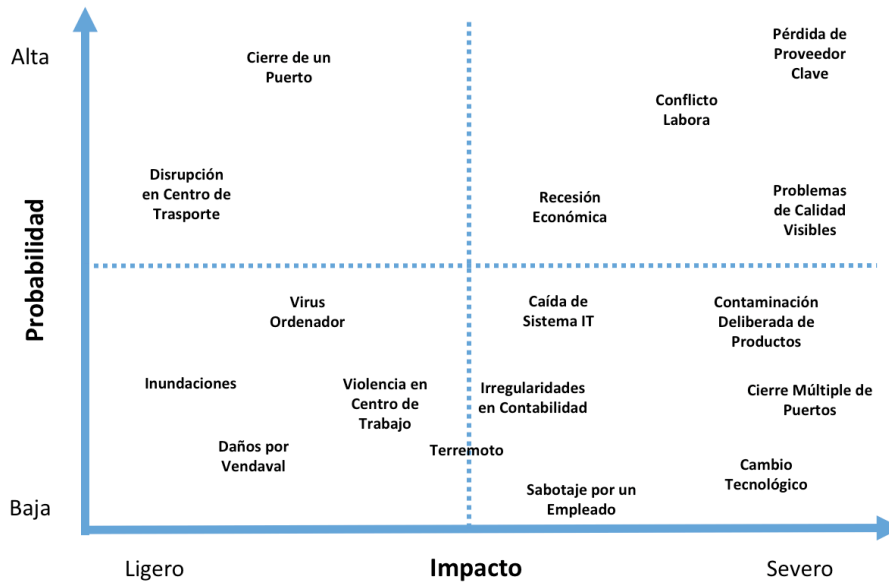 Alta
Cierre de un
Puerto
Pérdida de
Proveedor
Clave
Conflicto
Labora
Disrupción
en Centro de
Trasporte
Recesión
Económica
Problemas
de Calidad
Visibles
Probabilidad
Virus
Ordenador
Caída de
Sistema IT
Contaminación
Deliberada de
Productos
Inundaciones
Violencia en
Centro de
Trabajo
Irregularidades
en Contabilidad
Cierre Múltiple de
Puertos
Daños por
Vendaval
Terremoto
Cambio
Tecnológico
Sabotaje por un
Empleado
Baja
Ligero
Impacto
Severo